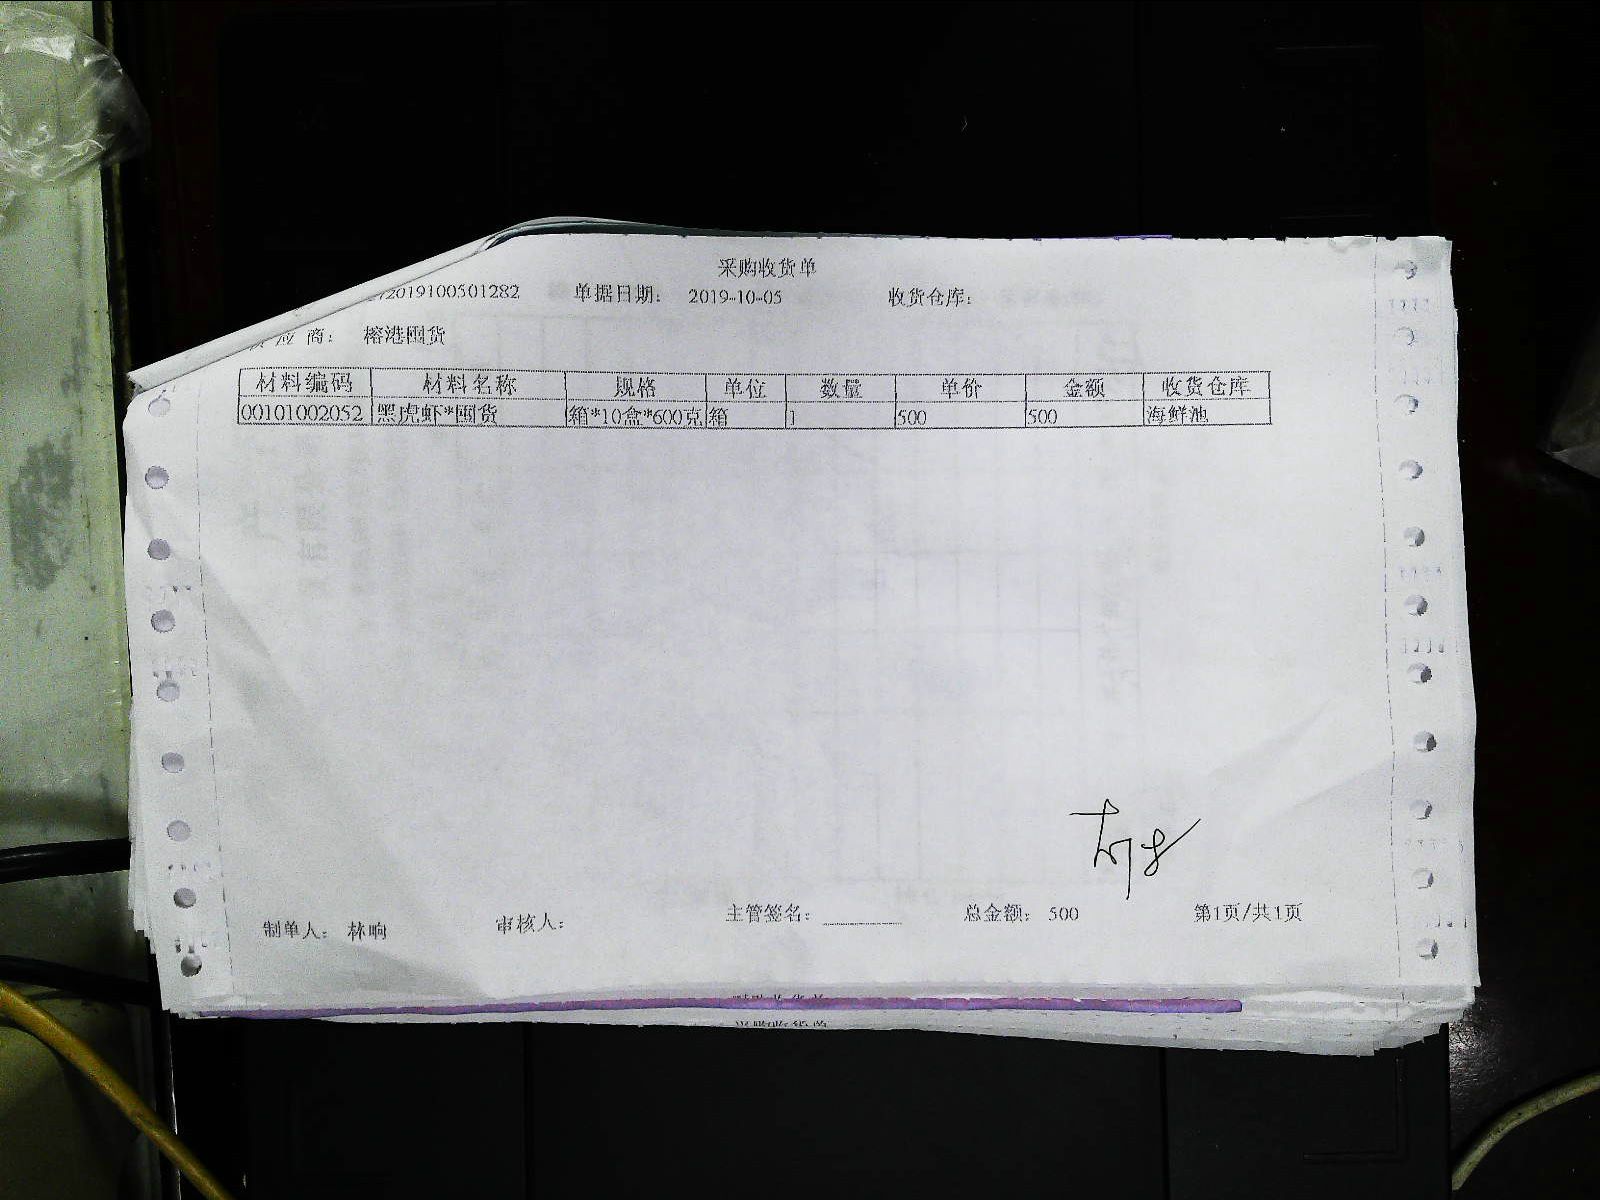 采购收货单
2019100501282 单据日期： 2019-10-05 收货仓库：
应 商： 榕港囤货
材料编码 材料名称 规格 单位 数量 单价 金额 收货仓库
00101002052 黑虎虾*囤货 箱*10盒*600克 箱 1 500 500 海鲜池
制单人： 林响 审核人： 主管签名： 总金额： 500 第1页/共1页